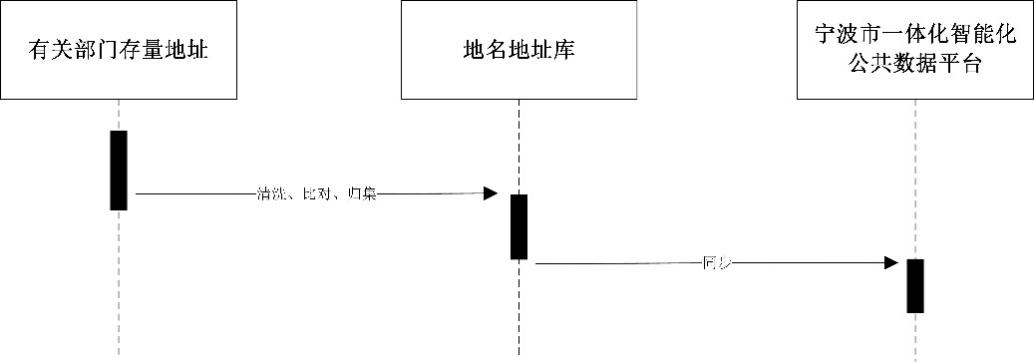 有关部门存量地址
地名地址库
宁波市一体化智能化
公共数据平台
清洗、比对、归集
同步